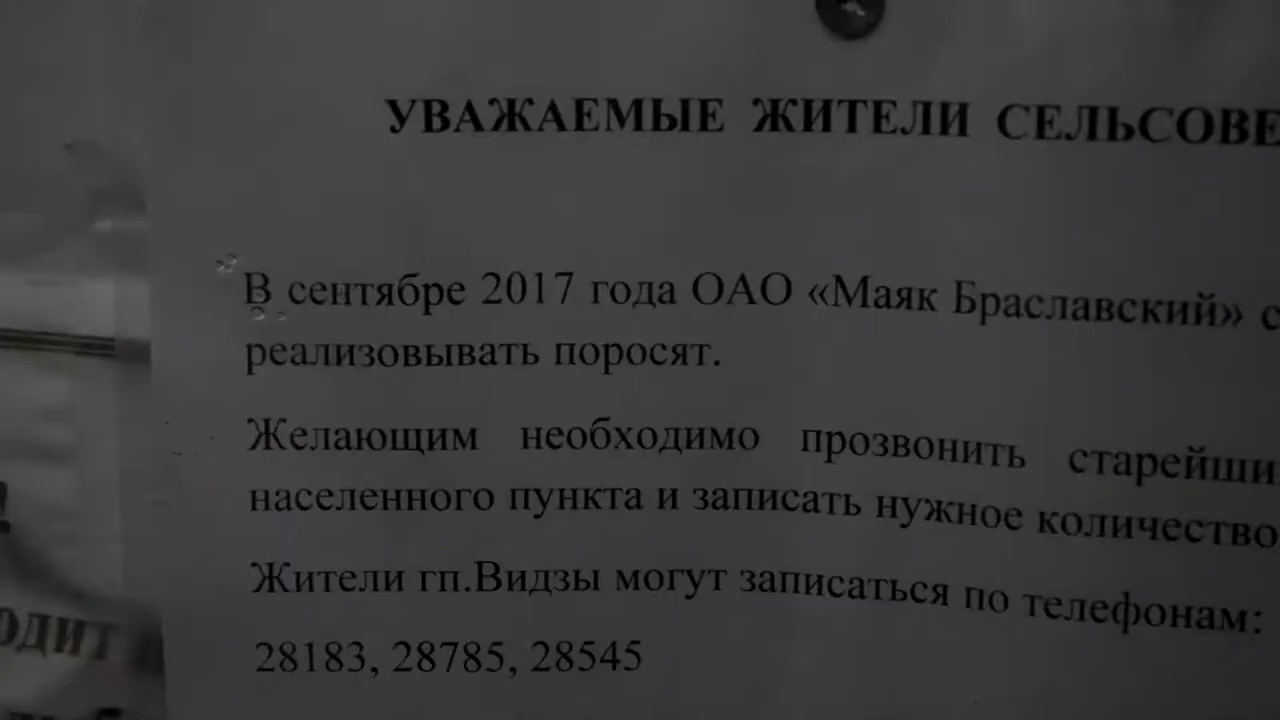 УВАЖАЕМЫЕ ЖИТЕЛИ СЕЛЬСОВЕ
В сентябре 2017 года ОАО «Маяк Браславский» с
реализовывать поросят.
Желающим необходимо прозвонить старейши
населенного пункта и записать нужное количество
Жители гп.Видзы могут записаться по телефонам:
28183, 28785, 28545
ОДИТ